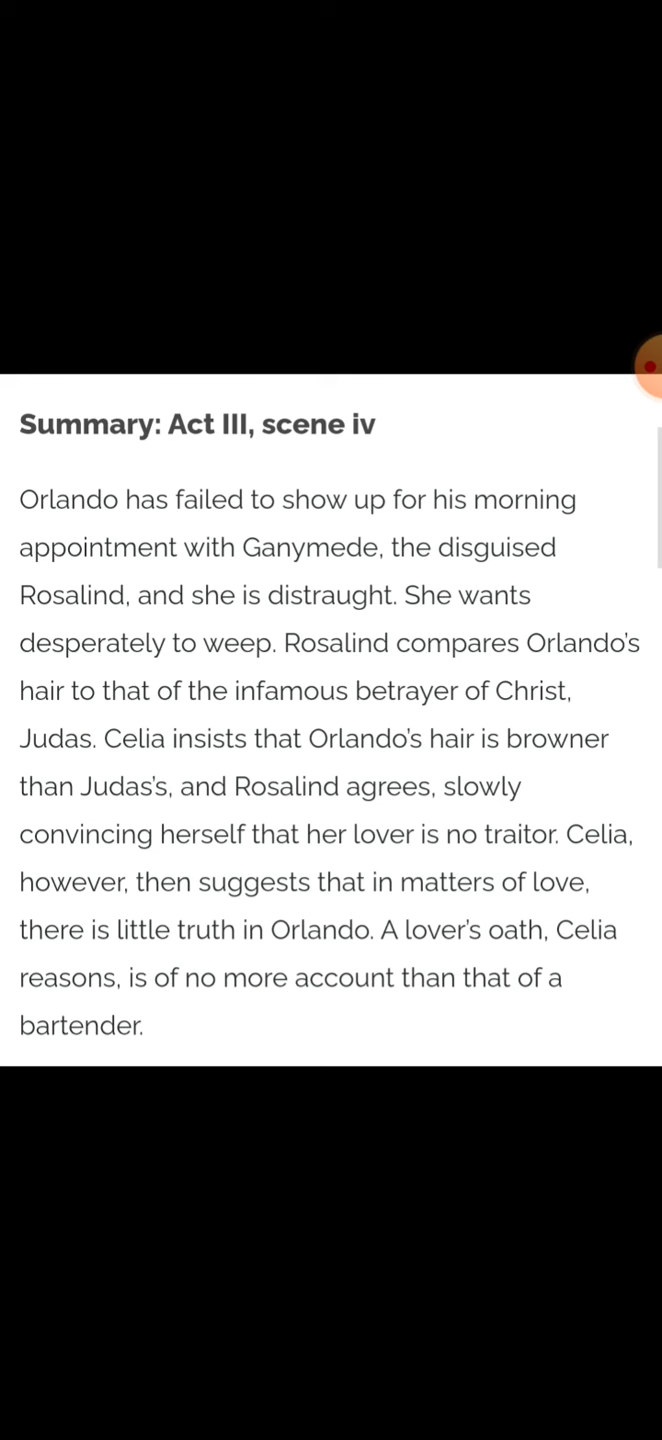 Summary: Act III, scene iv
Orlando has failed to show up for his morning
appointment with Ganymede, the disguised
Rosalind, and she is distraught. She wants
desperately to weep. Rosalind compares Orlando’s
hair to that of the infamous betrayer of Christ,
Judas. Celia insists that Orlando’s hair is browner
than Judas’s, and Rosalind agrees, slowly
convincing herself that her lover is no traitor. Celia,
however, then suggests that in matters of love,
there is little truth in Orlando. A lover’s oath, Celia
reasons, is of no more account than that of a
bartender.